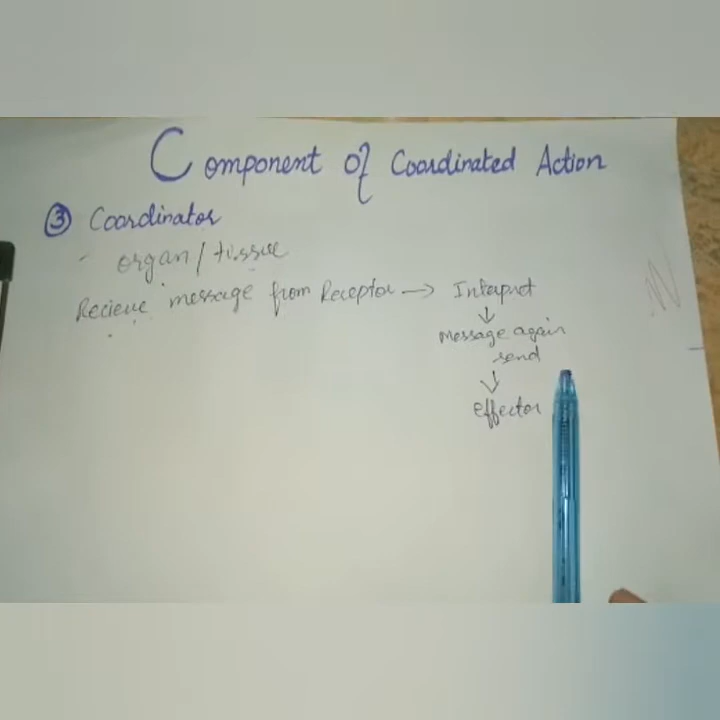 Component of Coordinated Action
③ Coordinator
- organ/tissue
Recieve message from Receptor → Interpret
↓
Message again
send
↓
effector